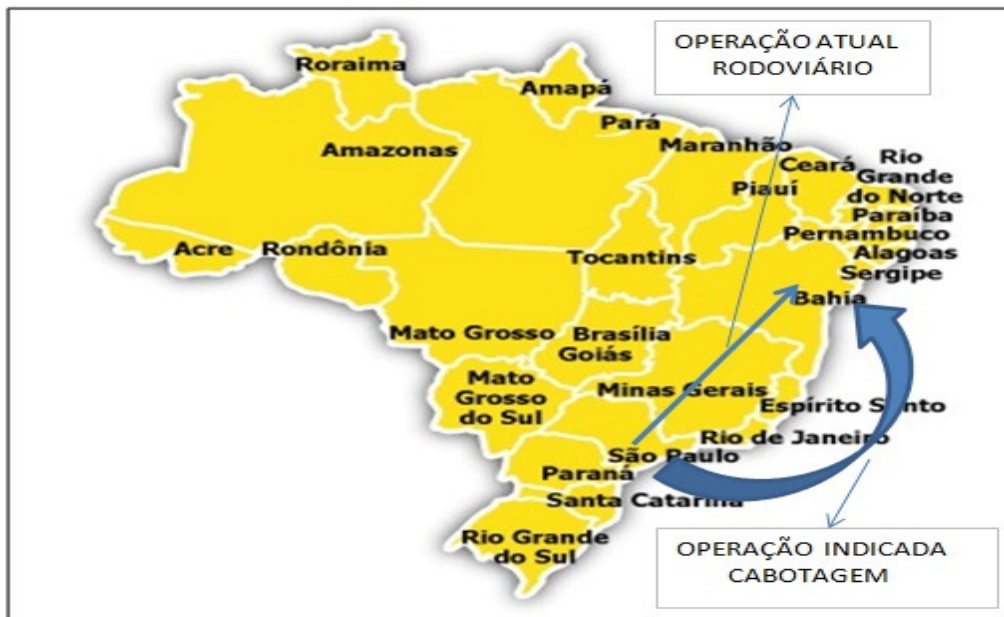 OPERAÇÃO ATUAL
RODOVIÁRIO
Roraima
Amapá
Pará
Maranhão
Amazonas
Ceará
Rio
Grande
do Norte
Piauí
Paraíba
Pernambuco
Alagoas
Sergipe
Acre
Rondônia
Tocantins
Bahia
Mato Grosso
Brasília
Goiás
Mato
Grosso
do Sul
Minas Gerais
Espírito Santo
Rio de Janeiro
São Paulo
Paraná
Santa Catarina
Rio Grande
do Sul
OPERAÇÃO INDICADA
CABOTAGEM